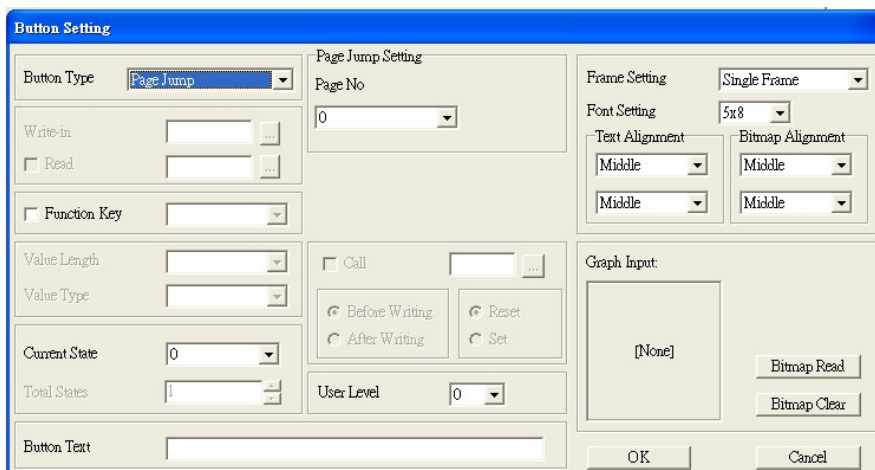 Button Setting
Button Type
Page Jump
Write-in
...
Read
...
Function Key
Value Length
Value Type
Current State
0
Total States
1
Button Text
Page Jump Setting
Page No
0
Call
...
Before Writing
Reset
After Writing
Set
User Level
0
Frame Setting
Single Frame
Font Setting
5x8
Text Alignment
Middle
Middle
Bitmap Alignment
Middle
Middle
Graph Input:
[None]
Bitmap Read
Bitmap Clear
OK
Cancel